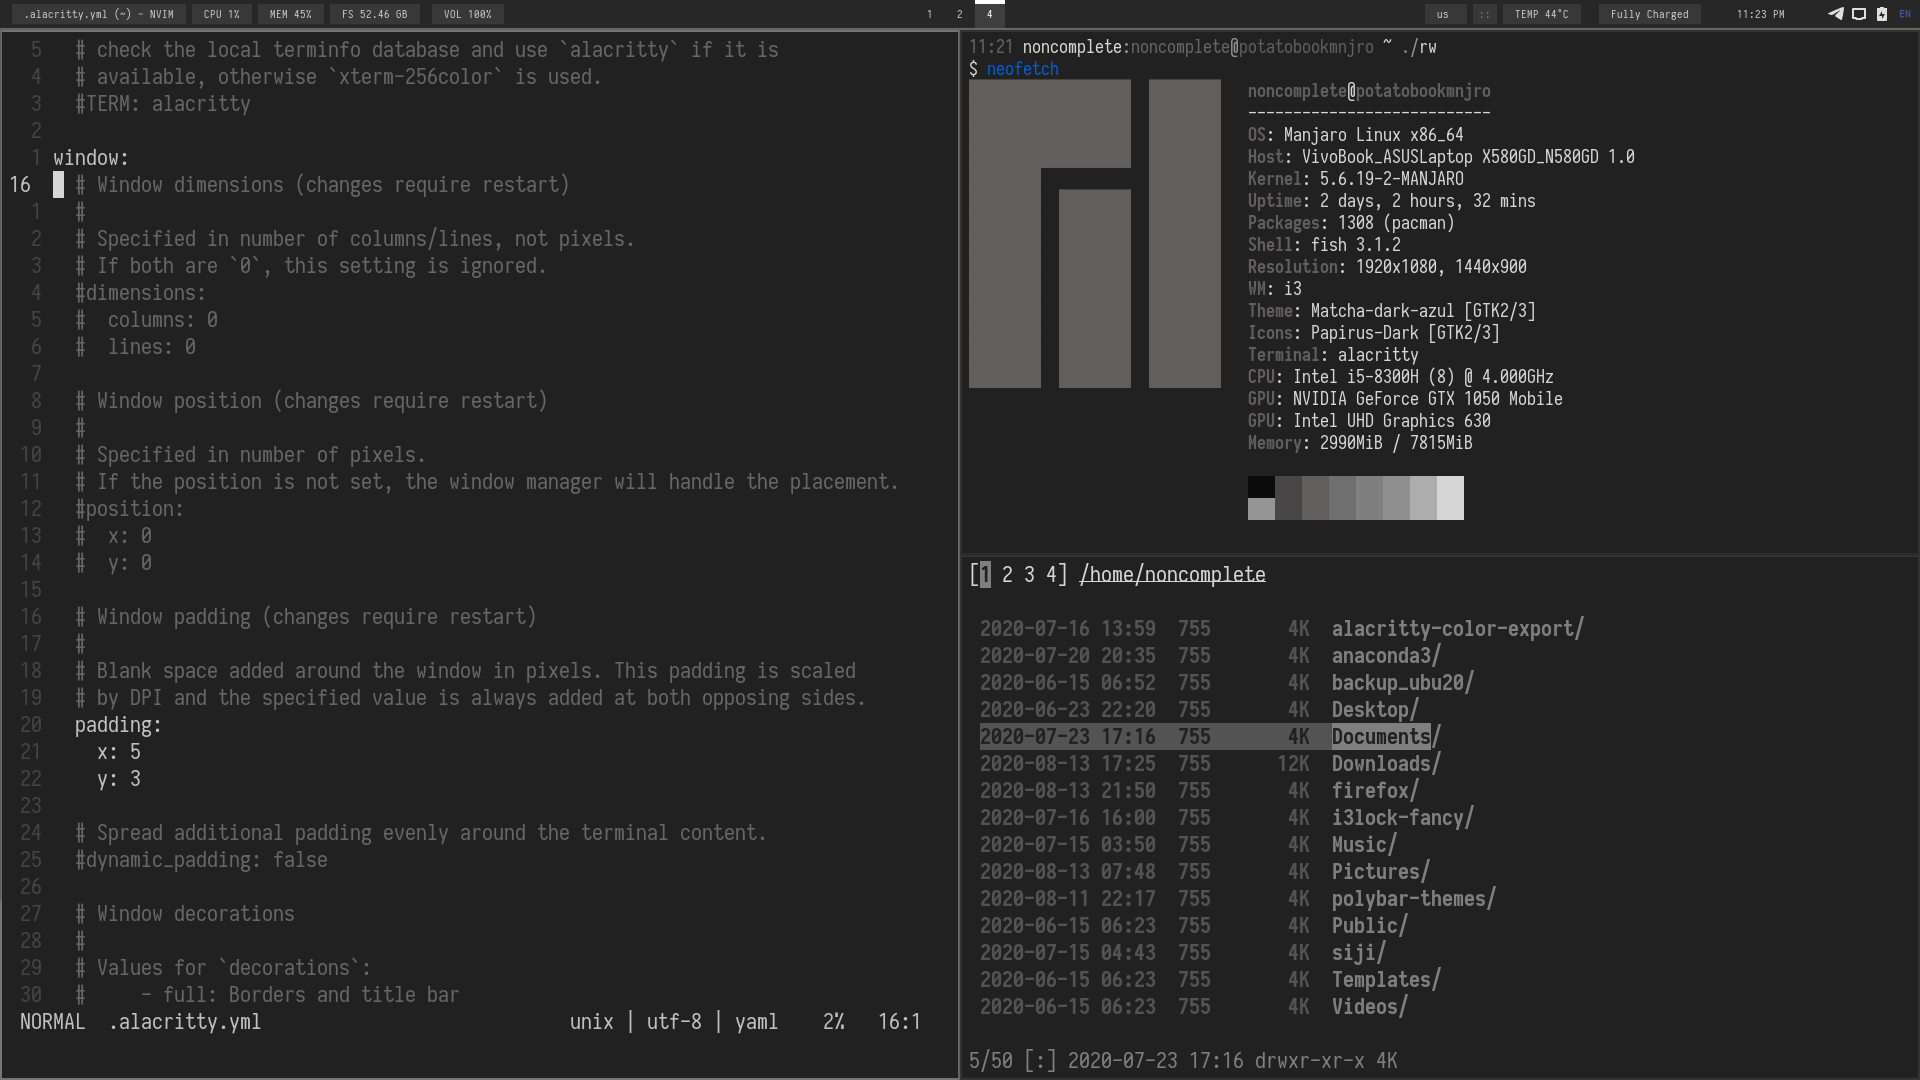 .alacritty.yml (~) - NVIM CPU 1% MEM 45% FS 52.46 GB VOL 100% 1 2 4 us :: TEMP 44°C Fully Charged 11:23 PM EN
5 # check the local terminfo database and use `alacritty` if it is
4 # available, otherwise `xterm-256color` is used.
3 #TERM: alacritty
2
1 window:
16 # Window dimensions (changes require restart)
1 #
2 # Specified in number of columns/lines, not pixels.
3 # If both are `0`, this setting is ignored.
4 #dimensions:
5 #  columns: 0
6 #  lines: 0
7
8 # Window position (changes require restart)
9 #
10 # Specified in number of pixels.
11 # If the position is not set, the window manager will handle the placement.
12 #position:
13 #  x: 0
14 #  y: 0
15
16 # Window padding (changes require restart)
17 #
18 # Blank space added around the window in pixels. This padding is scaled
19 # by DPI and the specified value is always added at both opposing sides.
20 padding:
21   x: 5
22   y: 3
23
24 # Spread additional padding evenly around the terminal content.
25 #dynamic_padding: false
26
27 # Window decorations
28 #
29 # Values for `decorations`:
30 #     - full: Borders and title bar
NORMAL .alacritty.yml unix | utf-8 | yaml 2% 16:1
11:21 noncomplete:noncomplete@potatobookmnjro ~ ./rw
$ neofetch
noncomplete@potatobookmnjro
---------------------------
OS: Manjaro Linux x86_64
Host: VivoBook_ASUSLaptop X580GD_N580GD 1.0
Kernel: 5.6.19-2-MANJARO
Uptime: 2 days, 2 hours, 32 mins
Packages: 1308 (pacman)
Shell: fish 3.1.2
Resolution: 1920x1080, 1440x900
WM: i3
Theme: Matcha-dark-azul [GTK2/3]
Icons: Papirus-Dark [GTK2/3]
Terminal: alacritty
CPU: Intel i5-8300H (8) @ 4.000GHz
GPU: NVIDIA GeForce GTX 1050 Mobile
GPU: Intel UHD Graphics 630
Memory: 2990MiB / 7815MiB
[1 2 3 4] /home/noncomplete
2020-07-16 13:59 755 4K alacritty-color-export/
2020-07-20 20:35 755 4K anaconda3/
2020-06-15 06:52 755 4K backup_ubu20/
2020-06-23 22:20 755 4K Desktop/
2020-07-23 17:16 755 4K Documents/
2020-08-13 17:25 755 12K Downloads/
2020-08-13 21:50 755 4K firefox/
2020-07-16 16:00 755 4K i3lock-fancy/
2020-07-15 03:50 755 4K Music/
2020-08-13 07:48 755 4K Pictures/
2020-08-11 22:17 755 4K polybar-themes/
2020-06-15 06:23 755 4K Public/
2020-07-15 04:43 755 4K siji/
2020-06-15 06:23 755 4K Templates/
2020-06-15 06:23 755 4K Videos/
5/50 [:] 2020-07-23 17:16 drwxr-xr-x 4K